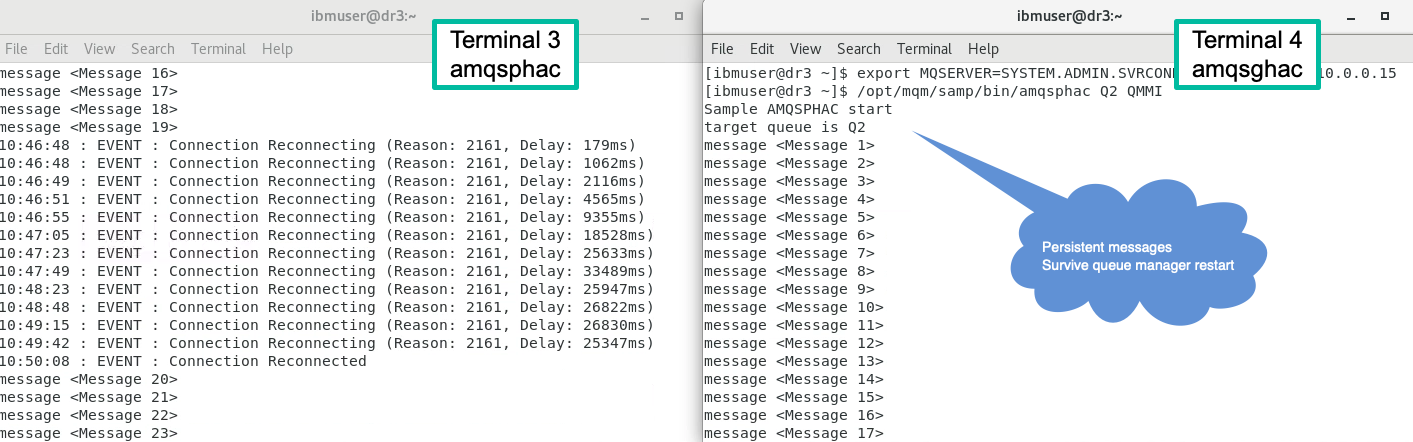 ibmuser@dr3:~
File Edit View Search Terminal Help
Terminal 3
amqsphac
message <Message 16>
message <Message 17>
message <Message 18>
message <Message 19>
10:46:48 : EVENT : Connection Reconnecting (Reason: 2161, Delay: 179ms)
10:46:48 : EVENT : Connection Reconnecting (Reason: 2161, Delay: 1062ms)
10:46:49 : EVENT : Connection Reconnecting (Reason: 2161, Delay: 2116ms)
10:46:51 : EVENT : Connection Reconnecting (Reason: 2161, Delay: 4565ms)
10:46:55 : EVENT : Connection Reconnecting (Reason: 2161, Delay: 9355ms)
10:47:05 : EVENT : Connection Reconnecting (Reason: 2161, Delay: 18528ms)
10:47:23 : EVENT : Connection Reconnecting (Reason: 2161, Delay: 25633ms)
10:47:49 : EVENT : Connection Reconnecting (Reason: 2161, Delay: 33489ms)
10:48:23 : EVENT : Connection Reconnecting (Reason: 2161, Delay: 25947ms)
10:48:48 : EVENT : Connection Reconnecting (Reason: 2161, Delay: 26822ms)
10:49:15 : EVENT : Connection Reconnecting (Reason: 2161, Delay: 26830ms)
10:49:42 : EVENT : Connection Reconnecting (Reason: 2161, Delay: 25347ms)
10:50:08 : EVENT : Connection Reconnected
message <Message 20>
message <Message 21>
message <Message 22>
message <Message 23>
ibmuser@dr3:~
File Edit View Search Terminal Help
Terminal 4
amqsghac
[ibmuser@dr3 ~]$ export MQSERVER=SYSTEM.ADMIN.SVRCON 10.0.0.15
[ibmuser@dr3 ~]$ /opt/mqm/samp/bin/amqsphac Q2 QMMI
Sample AMQSPHAC start
target queue is Q2
message <Message 1>
message <Message 2>
message <Message 3>
message <Message 4>
message <Message 5>
message <Message 6>
message <Message 7>
message <Message 8>
message <Message 9>
message <Message 10>
message <Message 11>
message <Message 12>
message <Message 13>
message <Message 14>
message <Message 15>
message <Message 16>
message <Message 17>
Persistent messages
Survive queue manager restart